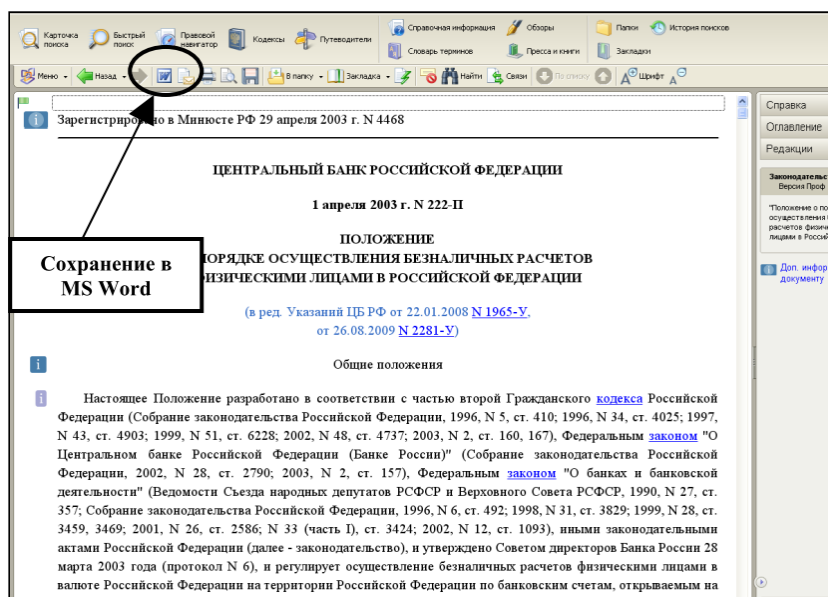 Карточка поиска
Быстрый поиск
Правовой навигатор
Кодексы
Путеводители
Справочная информация
Словарь терминов
Обзоры
Пресса и книги
Папки
Закладки
История поисков
Меню
Назад
В папку
Закладка
Найти
Связи
По списку
Шрифт
Зарегистрировано в Минюсте РФ 29 апреля 2003 г. N 4468
ЦЕНТРАЛЬНЫЙ БАНК РОССИЙСКОЙ ФЕДЕРАЦИИ
1 апреля 2003 г. N 222-П
ПОЛОЖЕНИЕ
ПОРЯДКЕ ОСУЩЕСТВЛЕНИЯ БЕЗНАЛИЧНЫХ РАСЧЕТОВ
ФИЗИЧЕСКИМИ ЛИЦАМИ В РОССИЙСКОЙ ФЕДЕРАЦИИ
Сохранение в
MS Word
(в ред. Указаний ЦБ РФ от 22.01.2008 N 1965-У,
от 26.08.2009 N 2281-У)
Общие положения
Настоящее Положение разработано в соответствии с частью второй Гражданского кодекса Российской
Федерации (Собрание законодательства Российской Федерации, 1996, N 5, ст. 410; 1996, N 34, ст. 4025; 1997,
N 43, ст. 4903; 1999, N 51, ст. 6228; 2002, N 48, ст. 4737; 2003, N 2, ст. 160, 167), Федеральным законом "О
Центральном банке Российской Федерации (Банке России)" (Собрание законодательства Российской
Федерации, 2002, N 28, ст. 2790; 2003, N 2, ст. 157), Федеральным законом "О банках и банковской
деятельности" (Ведомости Съезда народных депутатов РСФСР и Верховного Совета РСФСР, 1990, N 27, ст.
357; Собрание законодательства Российской Федерации, 1996, N 6, ст. 492; 1998, N 31, ст. 3829; 1999, N 28, ст.
3459, 3469; 2001, N 26, ст. 2586; N 33 (часть I), ст. 3424; 2002, N 12, ст. 1093), иными законодательными
актами Российской Федерации (далее - законодательство), и утверждено Советом директоров Банка России 28
марта 2003 года (протокол N 6), и регулирует осуществление безналичных расчетов физическими лицами в
валюте Российской Федерации на территории Российской Федерации по банковским счетам, открываемым на
Справка
Оглавление
Редакции
Законодательс
Версия Проф
"Положение о по
осуществления
расчетов физиче
лицами в Россий
Доп. инфор
документу